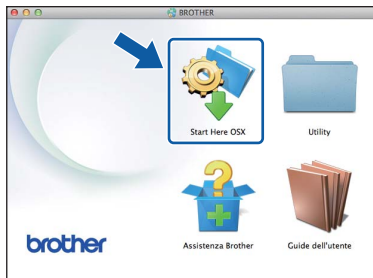 BROTHER
Start Here OSX
Utility
Assistenza Brother
Guide dell'utente
brother